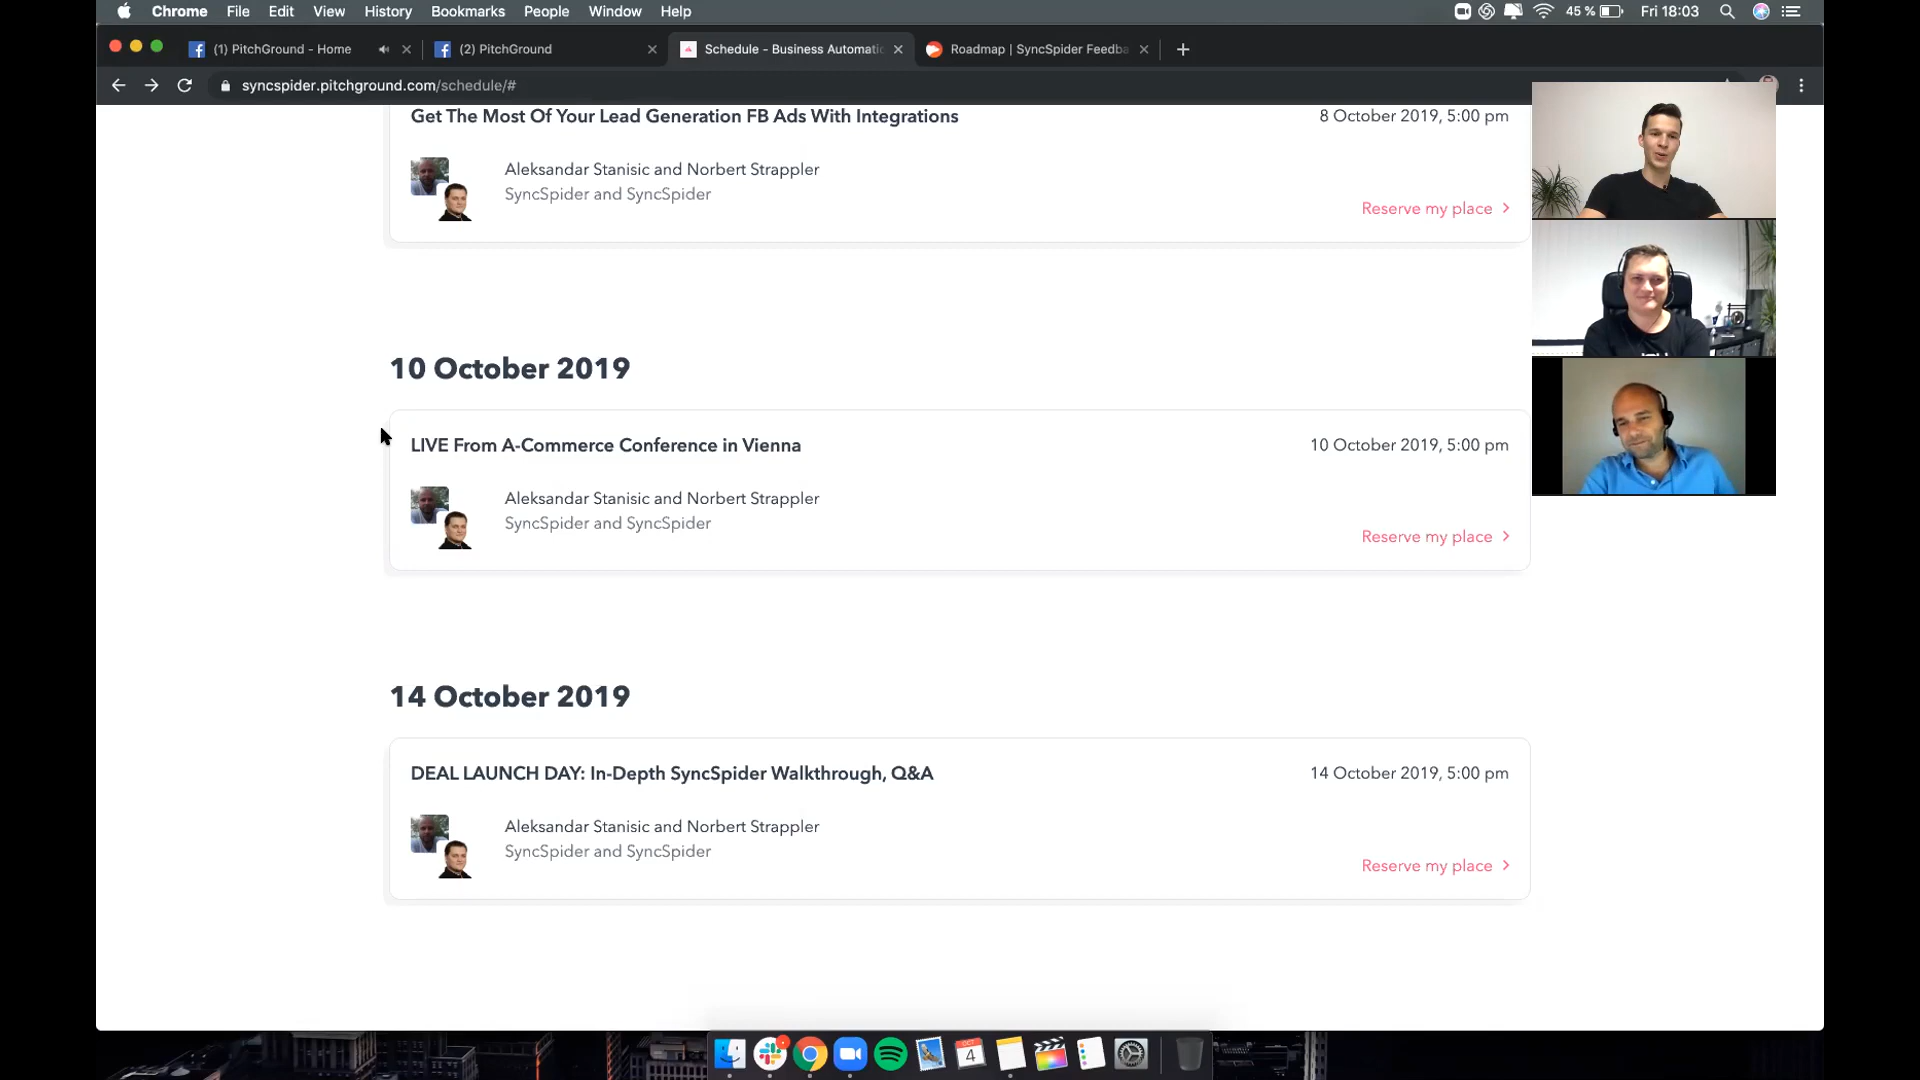 Chrome File Edit View History Bookmarks People Window Help 45 % Fri 18:03
(1) PitchGround - Home (2) PitchGround Schedule - Business Automatic Roadmap | SyncSpider Feedba
syncspider.pitchground.com/schedule/#
Get The Most Of Your Lead Generation FB Ads With Integrations 8 October 2019, 5:00 pm
Aleksandar Stanisic and Norbert Strappler
SyncSpider and SyncSpider
Reserve my place
10 October 2019
LIVE From A-Commerce Conference in Vienna 10 October 2019, 5:00 pm
Aleksandar Stanisic and Norbert Strappler
SyncSpider and SyncSpider
Reserve my place
14 October 2019
DEAL LAUNCH DAY: In-Depth SyncSpider Walkthrough, Q&A 14 October 2019, 5:00 pm
Aleksandar Stanisic and Norbert Strappler
SyncSpider and SyncSpider
Reserve my place
OCT
4